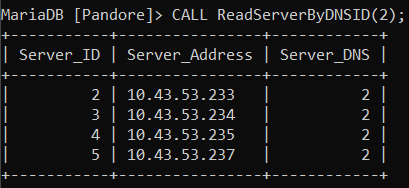 MariaDB [Pandore]> CALL ReadServerByDNSID(2);
+-----------+----------------+------------+
| Server_ID | Server_Address | Server_DNS |
+-----------+----------------+------------+
|         2 | 10.43.53.233   |          2 |
|         3 | 10.43.53.234   |          2 |
|         4 | 10.43.53.235   |          2 |
|         5 | 10.43.53.237   |          2 |
+-----------+----------------+------------+